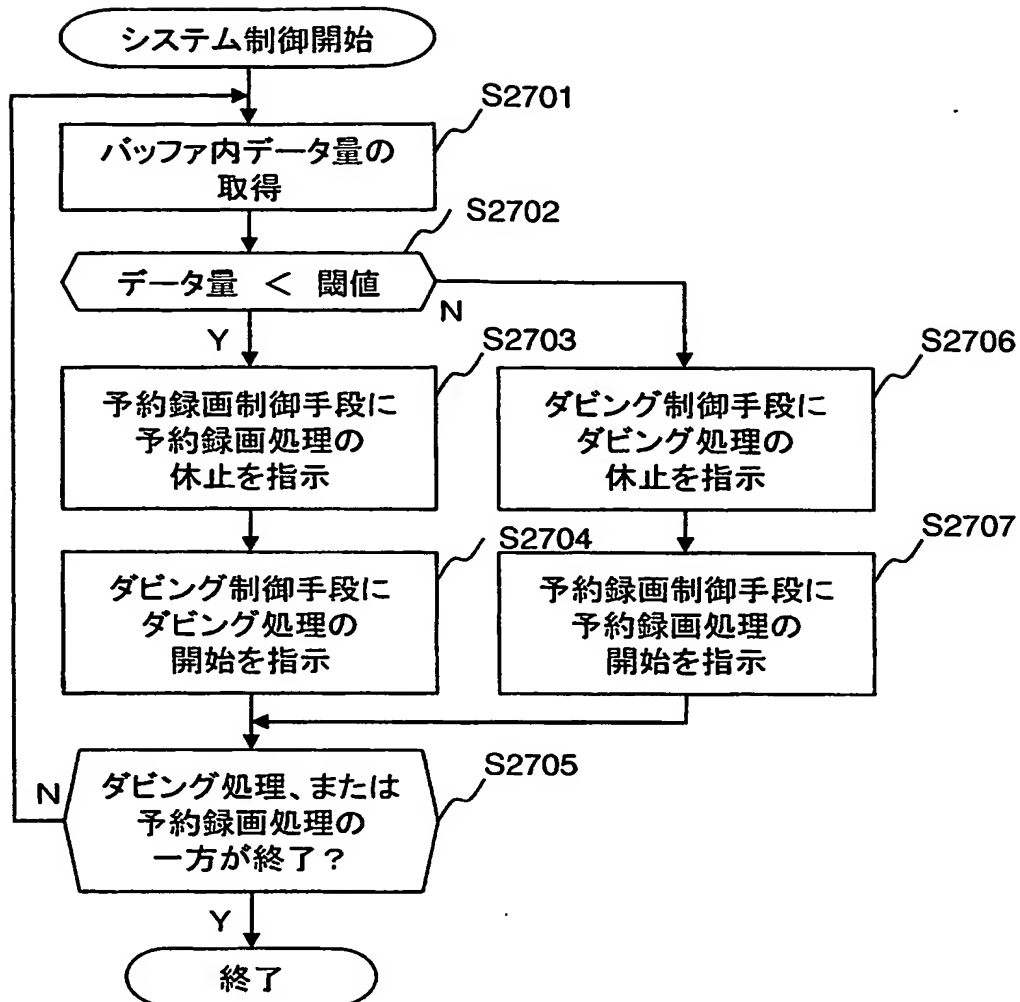 システム制御開始
S2701
バッファ内データ量の
取得
S2702
データ量 < 閾値
N
Y
S2703
予約録画制御手段に
予約録画処理の
休止を指示
S2706
ダビング制御手段に
ダビング処理の
休止を指示
S2704
ダビング制御手段に
ダビング処理の
開始を指示
S2707
予約録画制御手段に
予約録画処理の
開始を指示
S2705
N
ダビング処理、または
予約録画処理の
一方が終了？
Y
終了